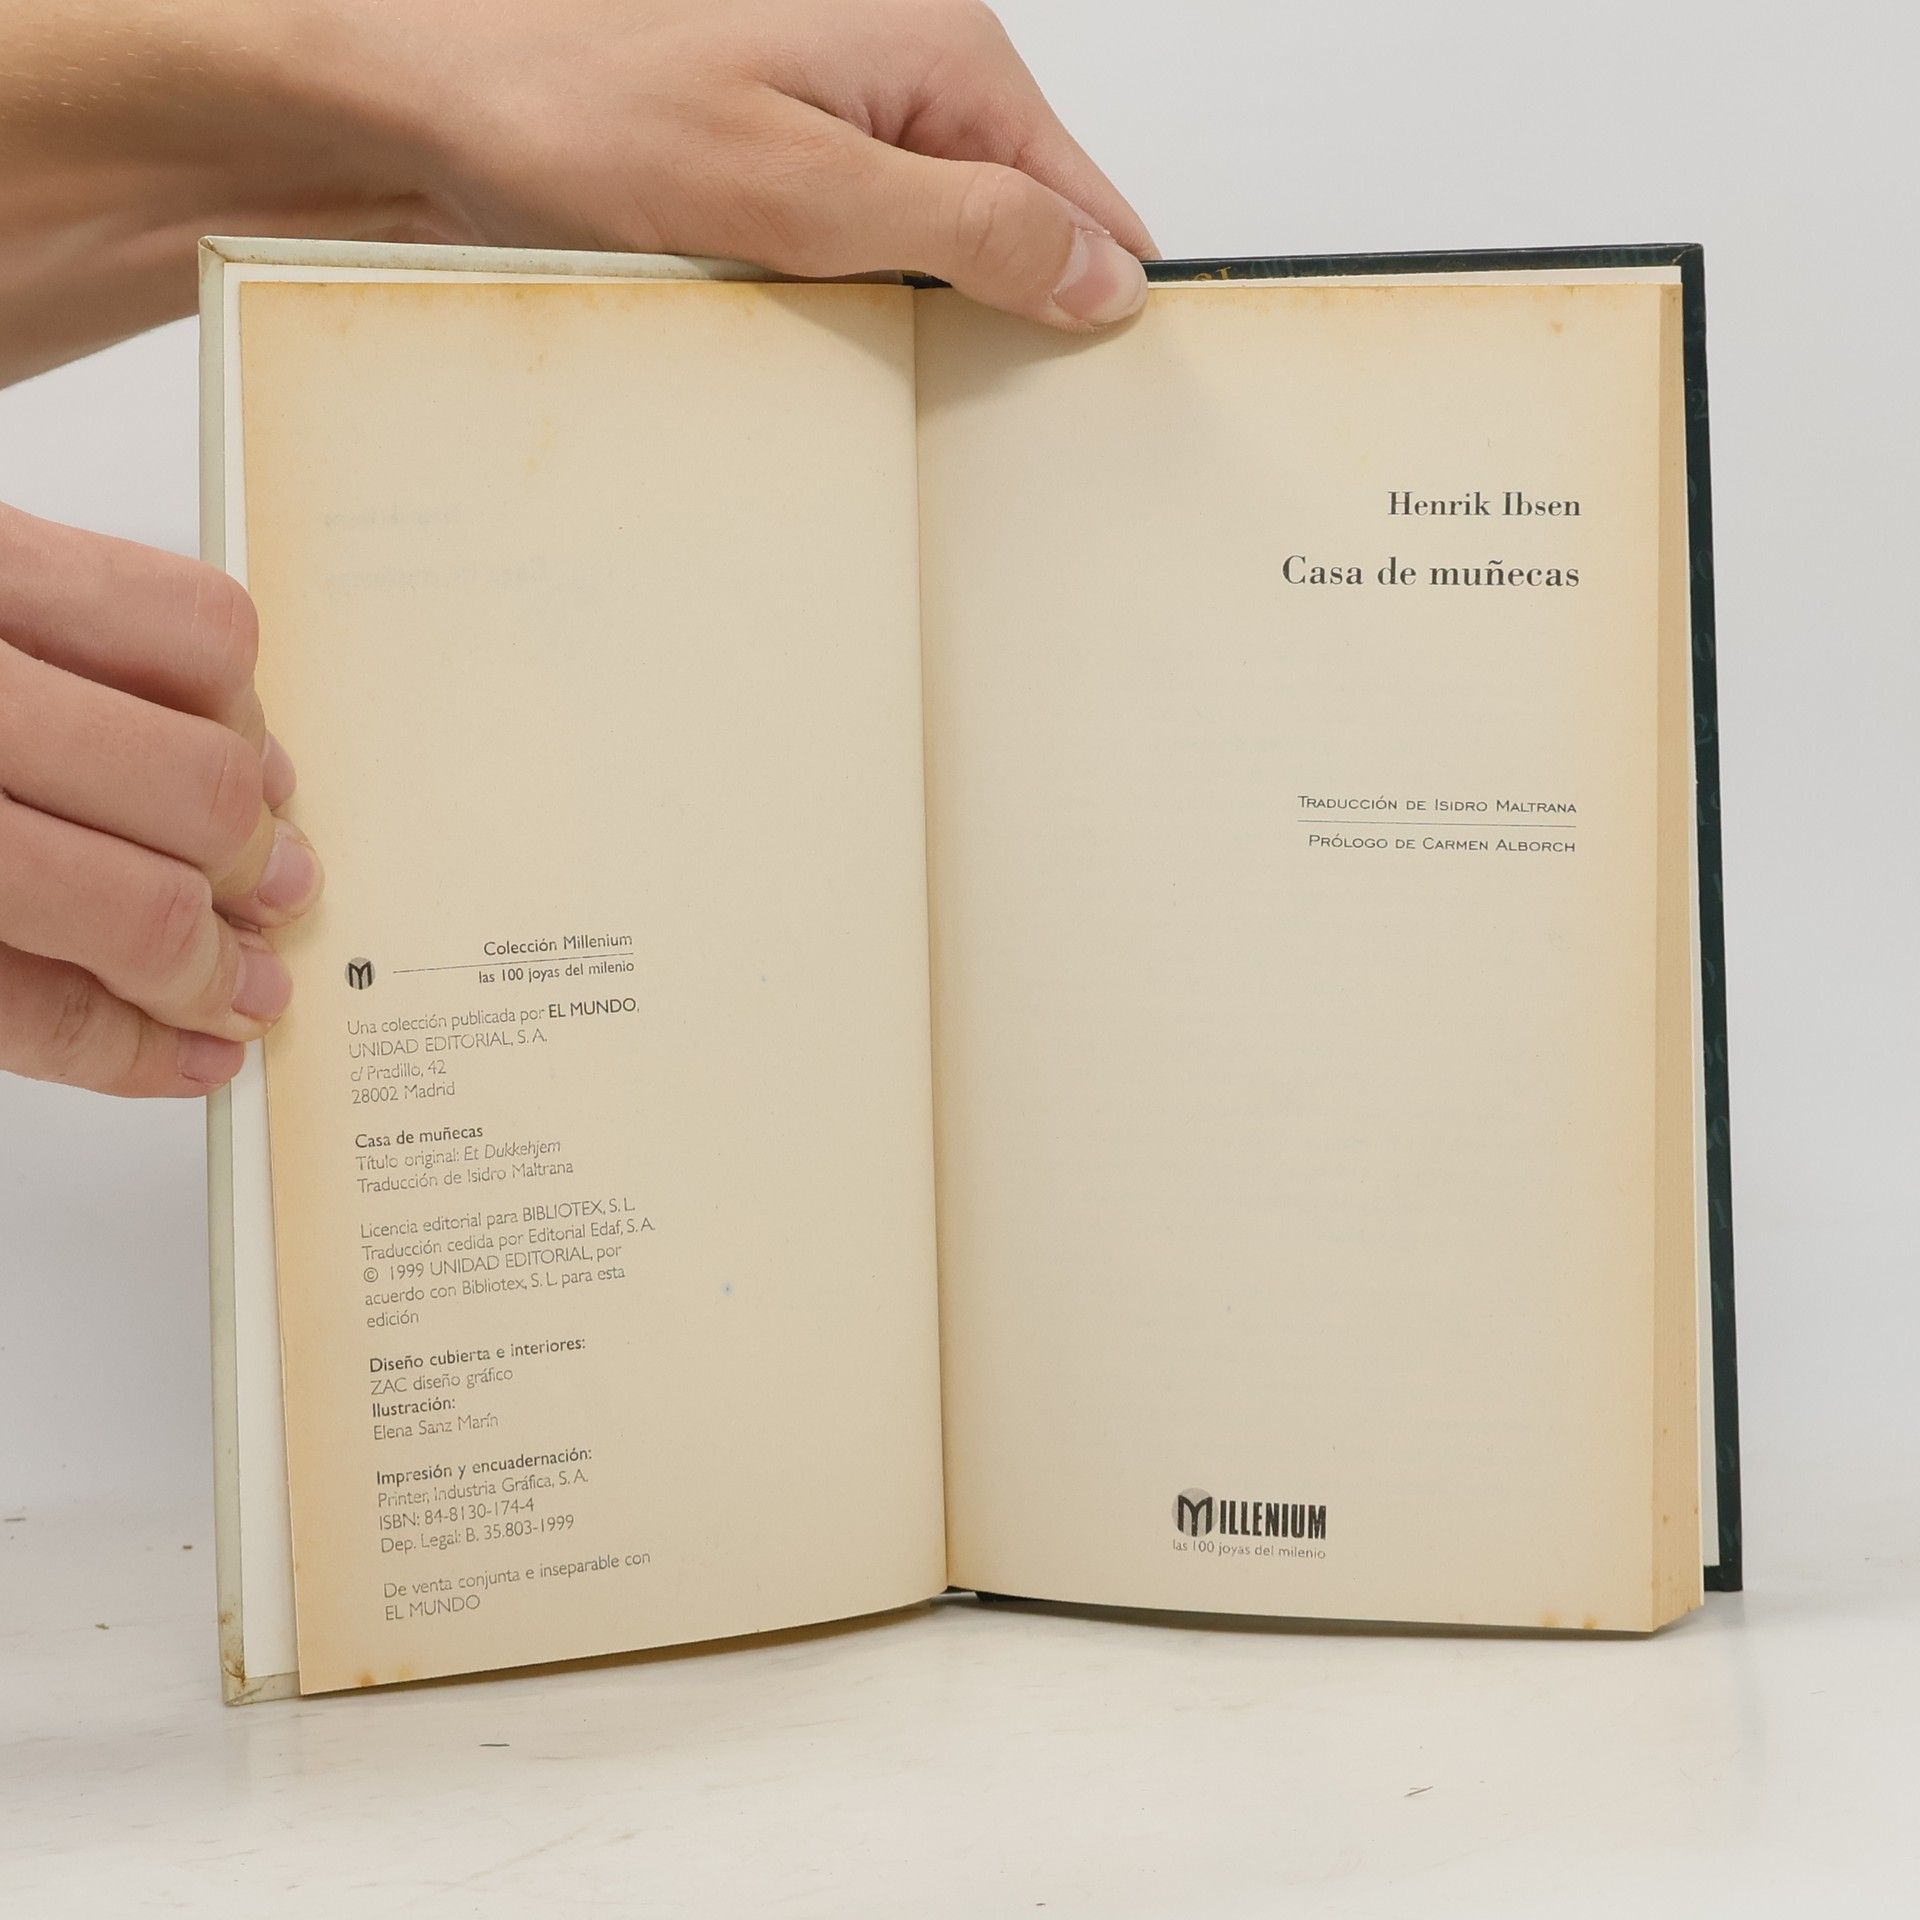 Colección Millenium
las 100 joyas del milenio
Una colección publicada por EL MUNDO,
UNIDAD EDITORIAL, S. A.
c/ Pradillo, 42
28002 Madrid
Casa de muñecas
Título original: Et Dukkehjem
Traducción de Isidro Maltrana
Licencia editorial para BIBLIOTEX, S. L.
Traducción cedida por Editorial Edaf, S. A.
© 1999 UNIDAD EDITORIAL, por
acuerdo con Bibliotex, S. L. para esta
edición
Diseño cubierta e interiores:
ZAC diseño gráfico
Ilustración:
Elena Sanz Marín
Impresión y encuadernación:
Printer, Industria Gráfica, S. A.
ISBN: 84-8130-174-4
Dep. Legal: B. 35.803-1999
De venta conjunta e inseparable con
EL MUNDO
Henrik Ibsen
Casa de muñecas
TRADUCCIÓN DE ISIDRO MALTRANA
PRÓLOGO DE CARMEN ALBORCH
MILLENIUM
las 100 joyas del milenio